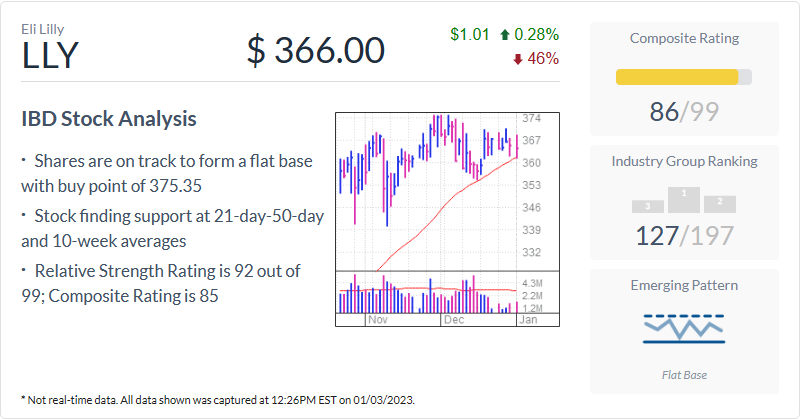 Eli Lilly
LLY
$ 366.00
$1.01 0.28%
46%
IBD Stock Analysis
· Shares are on track to form a flat base
with buy point of 375.35
· Stock finding support at 21-day-50-day
and 10-week averages
· Relative Strength Rating is 92 out of
99; Composite Rating is 85
374
367
360
353
346
339
332
4.3M
2.2M
1.2M
Nov Dec Jan
Composite Rating
86/99
Industry Group Ranking
3 1 2
127/197
Emerging Pattern
Flat Base
* Not real-time data. All data shown was captured at 12:26PM EST on 01/03/2023.